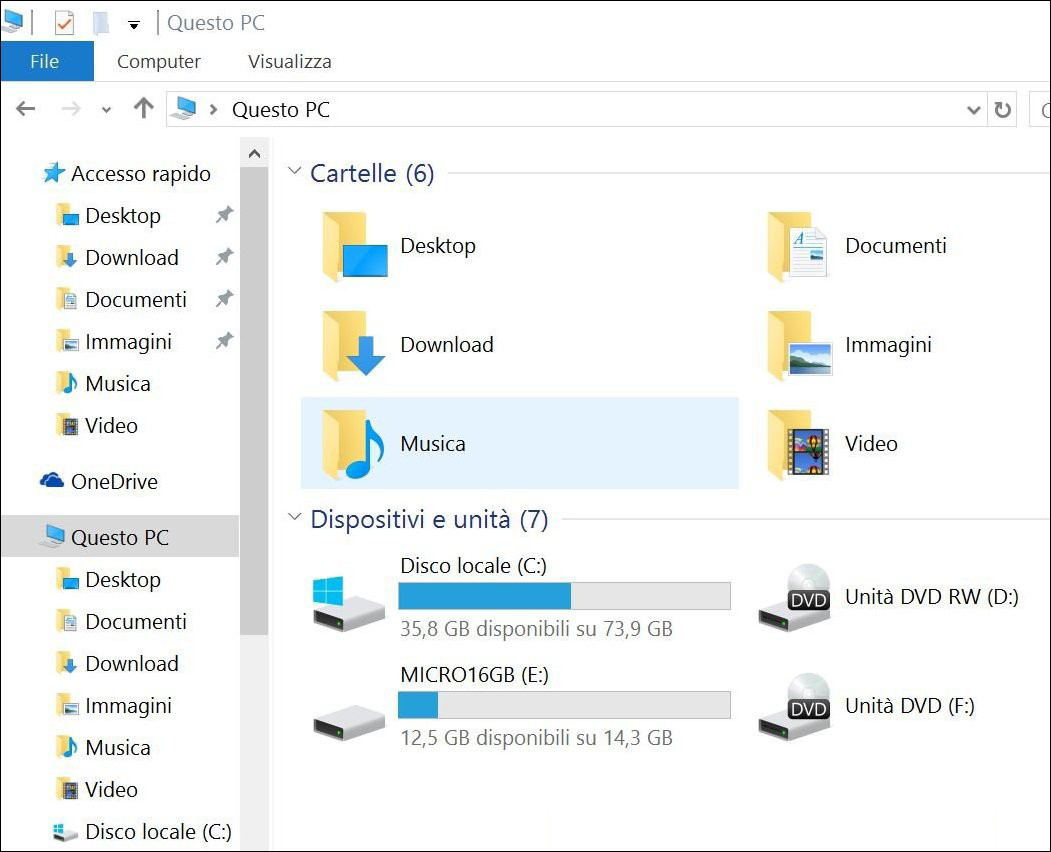 Questo PC
File Computer Visualizza
Questo PC
Accesso rapido
Desktop
Download
Documenti
Immagini
Musica
Video
OneDrive
Questo PC
Desktop
Documenti
Download
Immagini
Musica
Video
Disco locale (C:)
Cartelle (6)
Desktop
Documenti
Download
Immagini
Musica
Video
Dispositivi e unità (7)
Disco locale (C:)
35,8 GB disponibili su 73,9 GB
DVD
Unità DVD RW (D:)
MICRO16GB (E:)
12,5 GB disponibili su 14,3 GB
DVD
Unità DVD (F:)